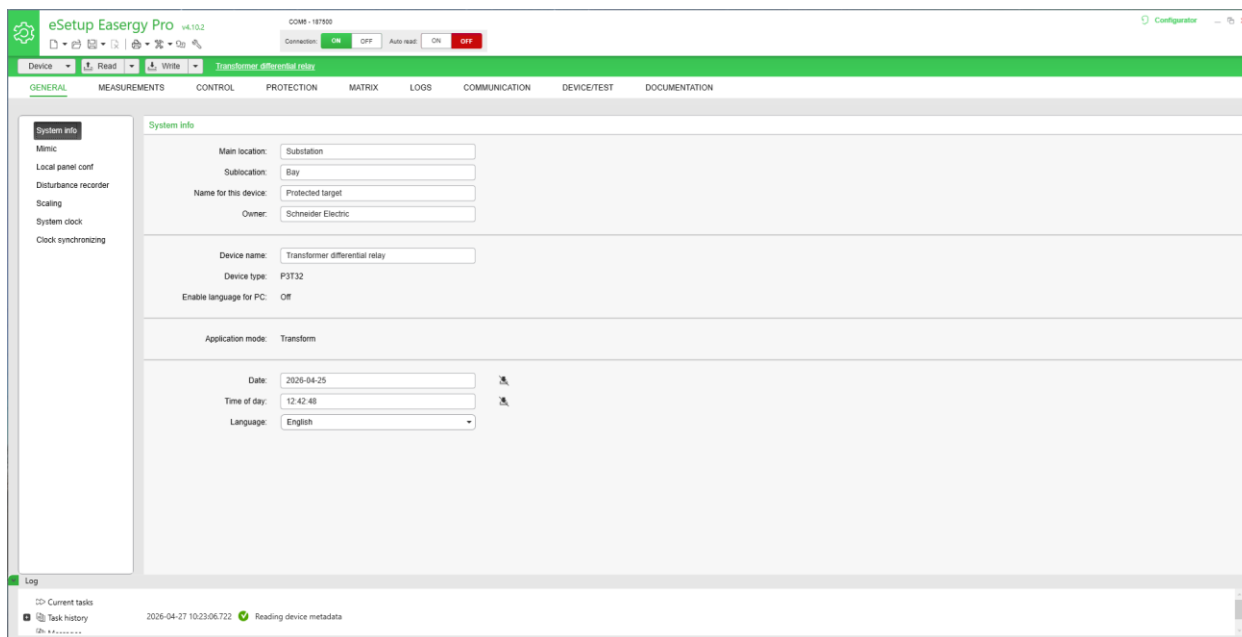 eSetup Easergy Pro v4.10.2
COM6 - 187500
Configurator
Connection: ON OFF Auto read: ON OFF
Device Read Write Transformer differential relay
GENERAL MEASUREMENTS CONTROL PROTECTION MATRIX LOGS COMMUNICATION DEVICE/TEST DOCUMENTATION
System info
Mimic
Local panel conf
Disturbance recorder
Scaling
System clock
Clock synchronizing
System info
Main location: Substation
Sublocation: Bay
Name for this device: Protected target
Owner: Schneider Electric
Device name: Transformer differential relay
Device type: P3T32
Enable language for PC: Off
Application mode: Transform
Date: 2026-04-25
Time of day: 12:42:48
Language: English
Log
Current tasks
Task history
2026-04-27 10:23:06.722 Reading device metadata